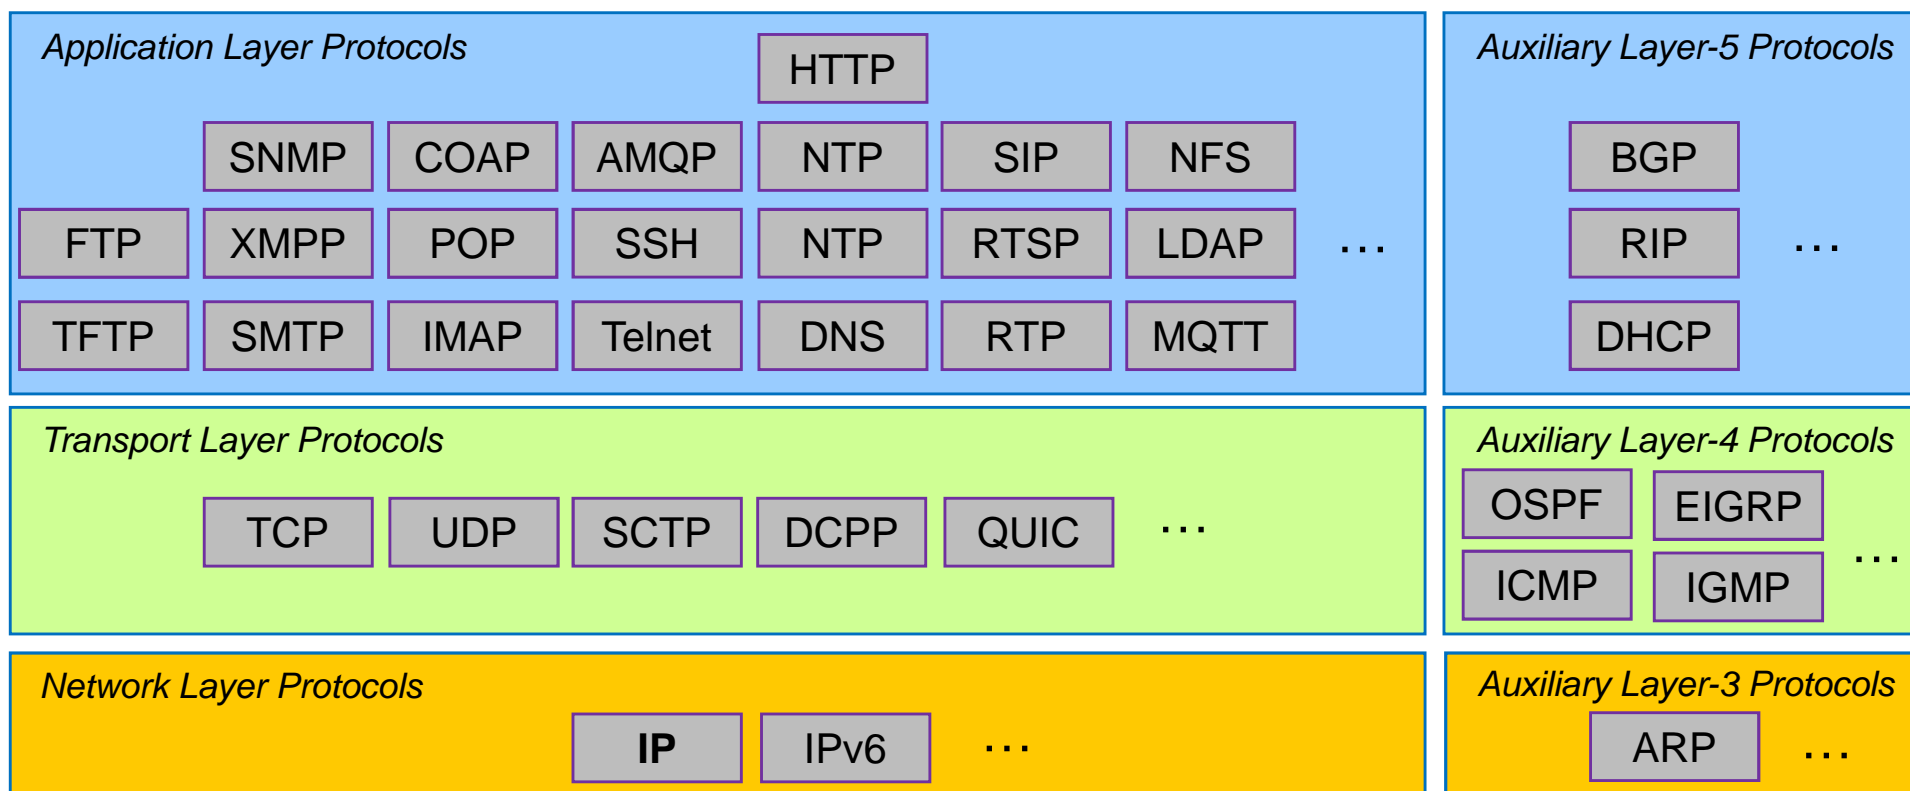 Application Layer Protocols
HTTP
SNMP COAP AMQP NTP SIP NFS
FTP XMPP POP SSH NTP RTSP LDAP ...
TFTP SMTP IMAP Telnet DNS RTP MQTT
Auxiliary Layer-5 Protocols
BGP
RIP ...
DHCP
Transport Layer Protocols
TCP UDP SCTP DCPP QUIC ...
Auxiliary Layer-4 Protocols
OSPF EIGRP
ICMP IGMP ...
Network Layer Protocols
IP IPv6 ...
Auxiliary Layer-3 Protocols
ARP ...